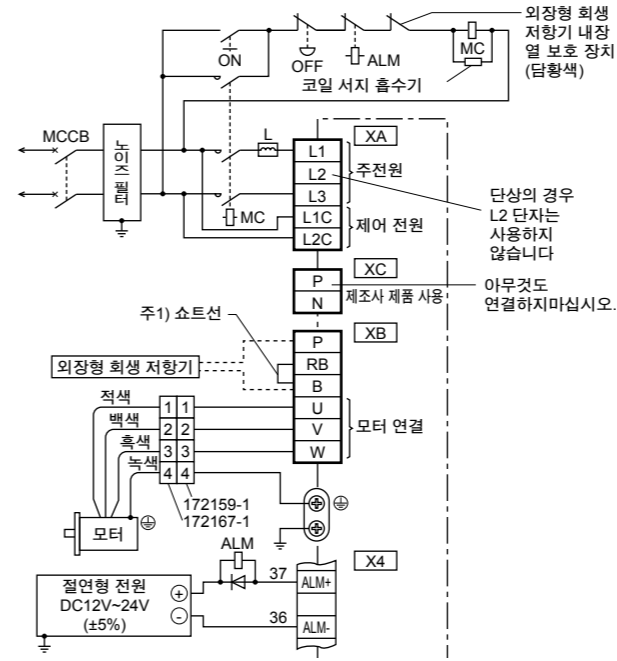 외장형 회생
저항기 내장
열 보호 장치
(담황색)
ON
OFF
ALM
MC
코일 서지 흡수기
MCCB
노이즈 필터
L
MC
XA
L1
L2
L3
L1C
L2C
주전원
제어 전원
단상의 경우
L2 단자는
사용하지
않습니다
XC
P
N
제조사 제품 사용
아무것도
연결하지마십시오.
주1) 쇼트선
XB
P
RB
B
U
V
W
외장형 회생 저항기
모터 연결
적색
백색
흑색
녹색
1 1
2 2
3 3
4 4
172159-1
172167-1
모터
ALM
X4
절연형 전원
DC12V~24V
(±5%)
+
-
37
ALM+
36
ALM-